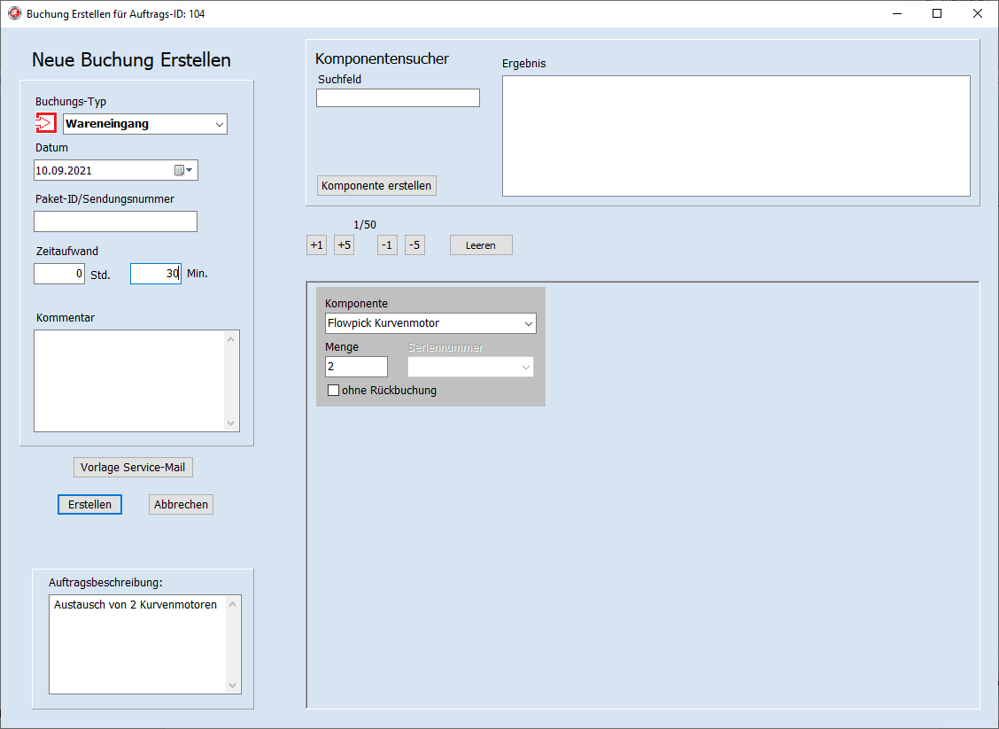 Buchung Erstellen für Auftrags-ID: 104
Neue Buchung Erstellen
Buchungs-Typ
Wareneingang
Datum
10.09.2021
Paket-ID/Sendungsnummer
Zeitaufwand
0 Std. 30 Min.
Kommentar
Vorlage Service-Mail
Erstellen Abbrechen
Auftragsbeschreibung:
Austausch von 2 Kurvenmotoren
Komponentensucher
Suchfeld
Ergebnis
Komponente erstellen
1/50
+1 +5 -1 -5 Leeren
Komponente
Flowpick Kurvenmotor
Menge Seriennummer
2
ohne Rückbuchung